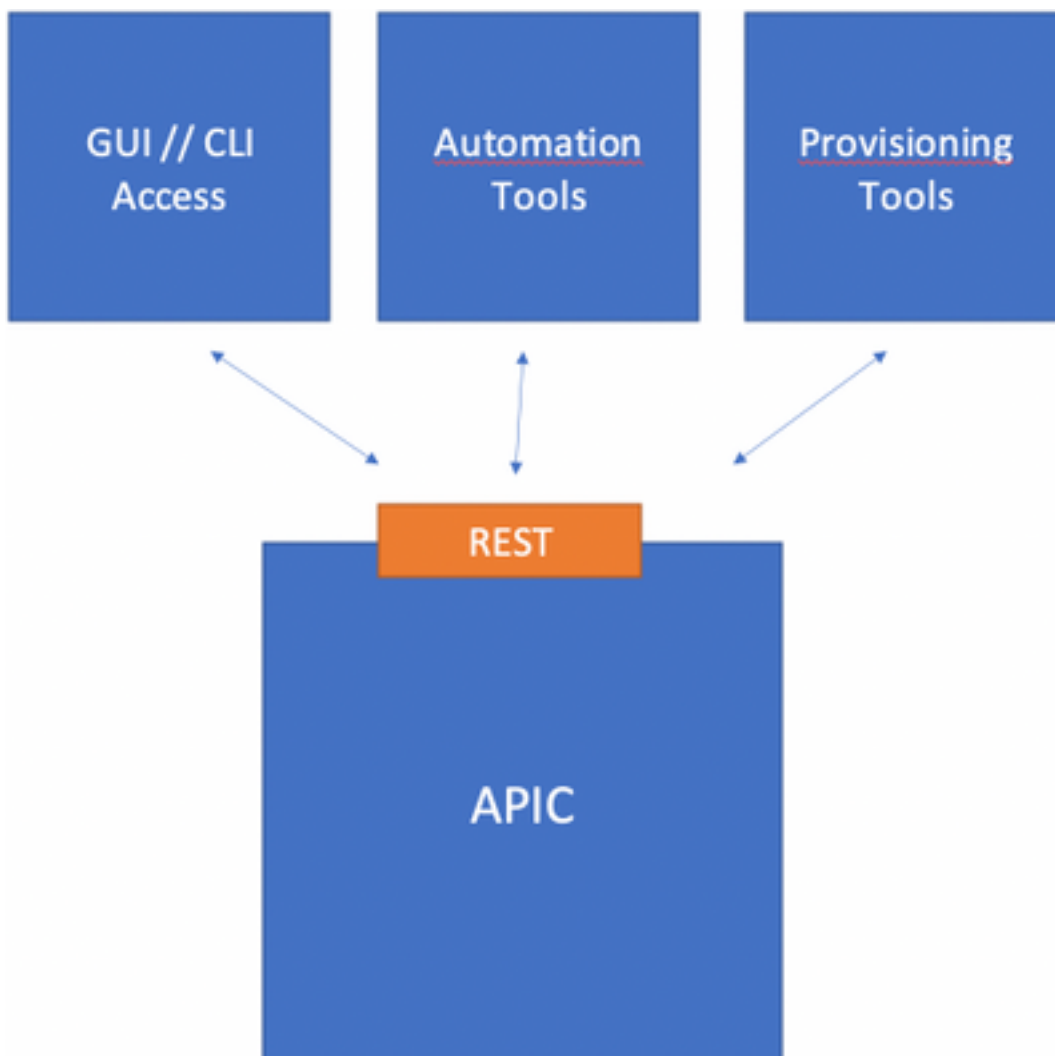 GUI // CLI
Access
Automation
Tools
Provisioning
Tools
REST
APIC